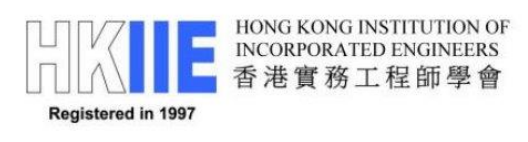 HKIIE
HONG KONG INSTITUTION OF
INCORPORATED ENGINEERS
香港實務工程師學會
Registered in 1997